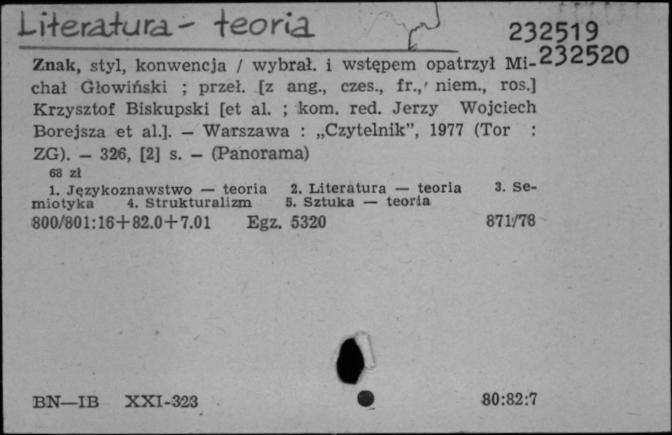 Literatura - teoria
232519
232520
Znak, styl, konwencja / wybrał. i wstępem opatrzył Mi-
chał Głowiński ; przeł. [z ang., czes., fr., niem., ros.]
Krzysztof Biskupski [et al. ; kom. red. Jerzy Wojciech
Borejsza et al.]. — Warszawa : „Czytelnik”, 1977 (Tor :
ZG). — 326, [2] s. — (Panorama)
68 zł
1. Językoznawstwo — teoria 2. Literatura — teoria 3. Se-
miotyka 4. Strukturalizm 5. Sztuka — teoria
800/801:16+82.0+7.01 Egz. 5320 871/78
BN—IB XXI-323 80:82:7